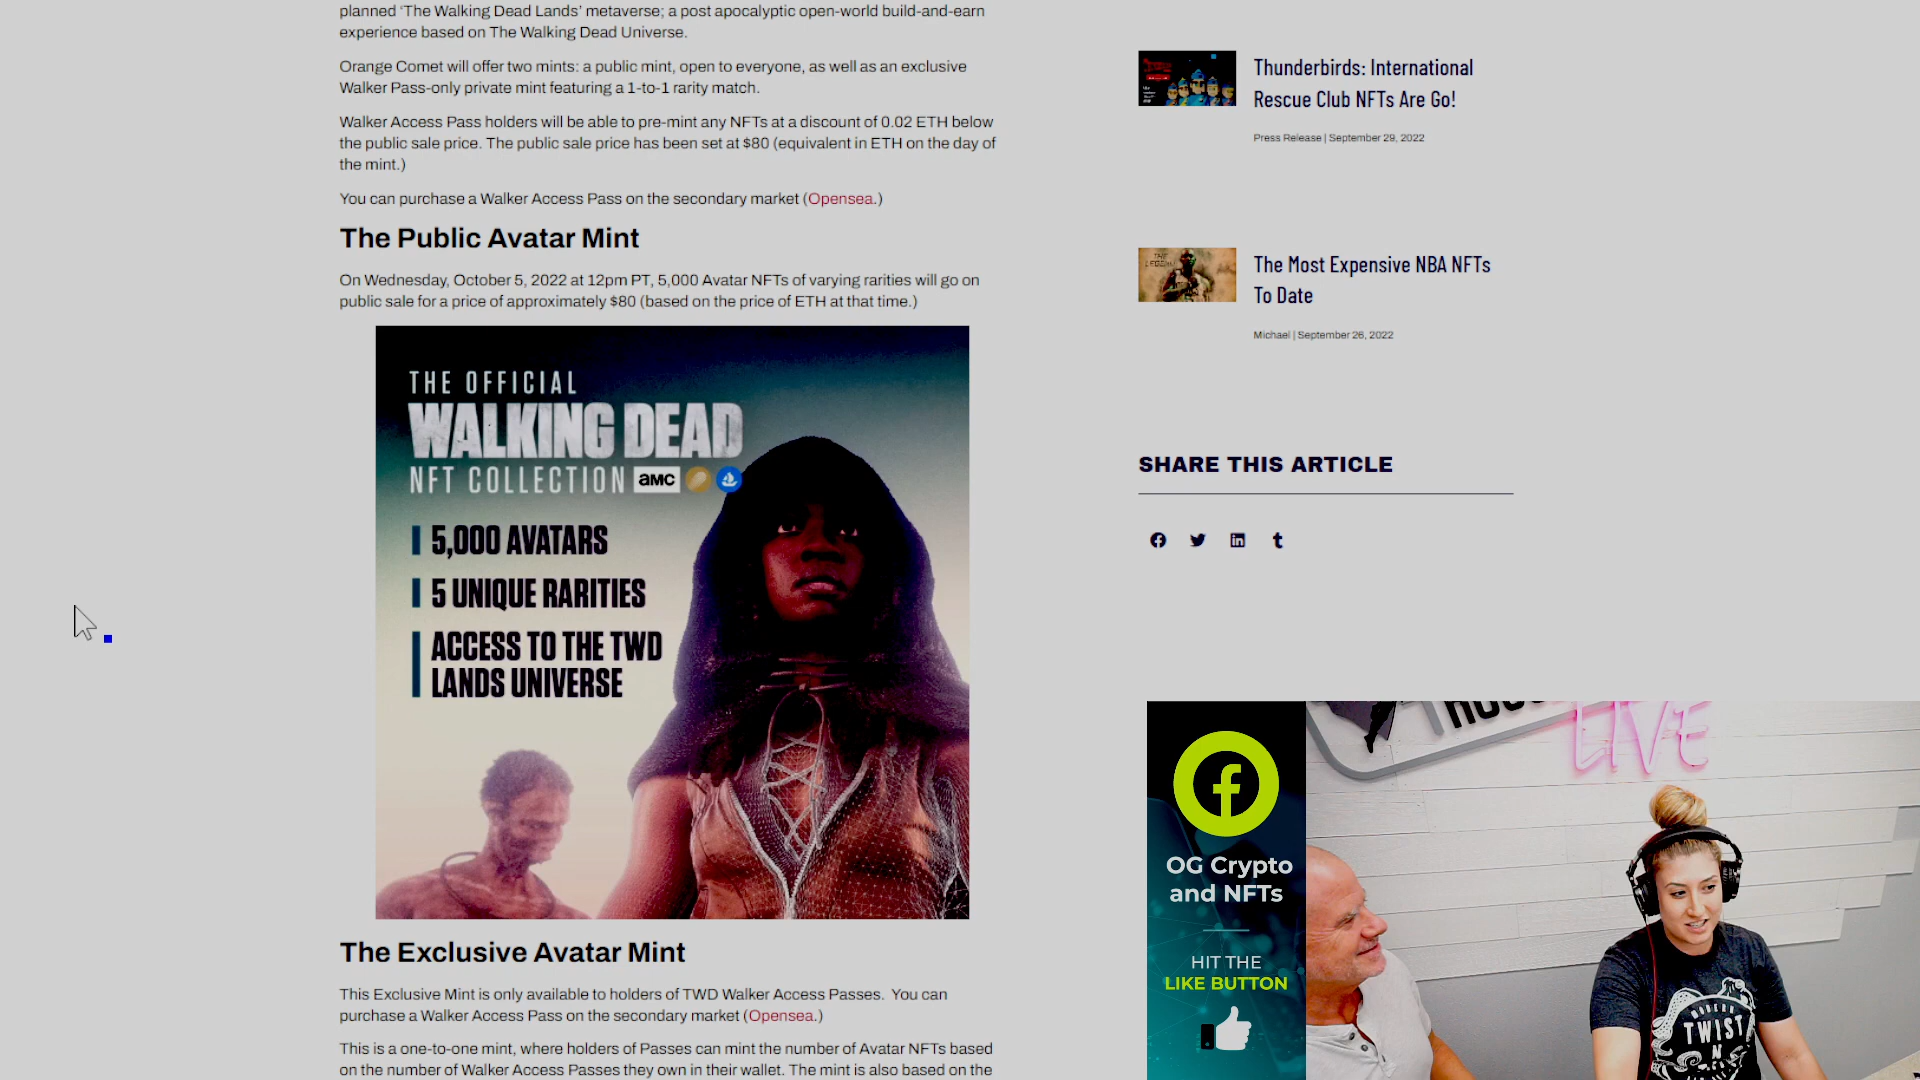 planned ‘The Walking Dead Lands’ metaverse; a post apocalyptic open-world build-and-earn
experience based on The Walking Dead Universe.
Orange Comet will offer two mints: a public mint, open to everyone, as well as an exclusive
Walker Pass-only private mint featuring a 1-to-1 rarity match.
Walker Access Pass holders will be able to pre-mint any NFTs at a discount of 0.02 ETH below
the public sale price. The public sale price has been set at $80 (equivalent in ETH on the day of
the mint.)
You can purchase a Walker Access Pass on the secondary market (Opensea.)
The Public Avatar Mint
On Wednesday, October 5, 2022 at 12pm PT, 5,000 Avatar NFTs of varying rarities will go on
public sale for a price of approximately $80 (based on the price of ETH at that time.)
THE OFFICIAL
WALKING DEAD
NFT COLLECTION aMC
5,000 AVATARS
5 UNIQUE RARITIES
ACCESS TO THE TWD
LANDS UNIVERSE
The Exclusive Avatar Mint
This Exclusive Mint is only available to holders of TWD Walker Access Passes. You can
purchase a Walker Access Pass on the secondary market (Opensea.)
This is a one-to-one mint, where holders of Passes can mint the number of Avatar NFTs based
on the number of Walker Access Passes they own in their wallet. The mint is also based on the
Thunderbirds: International
Rescue Club NFTs Are Go!
Press Release | September 29, 2022
The Most Expensive NBA NFTs
To Date
Michael | September 26, 2022
SHARE THIS ARTICLE
OG Crypto
and NFTs
HIT THE
LIKE BUTTON
LIVE
TWIST
N